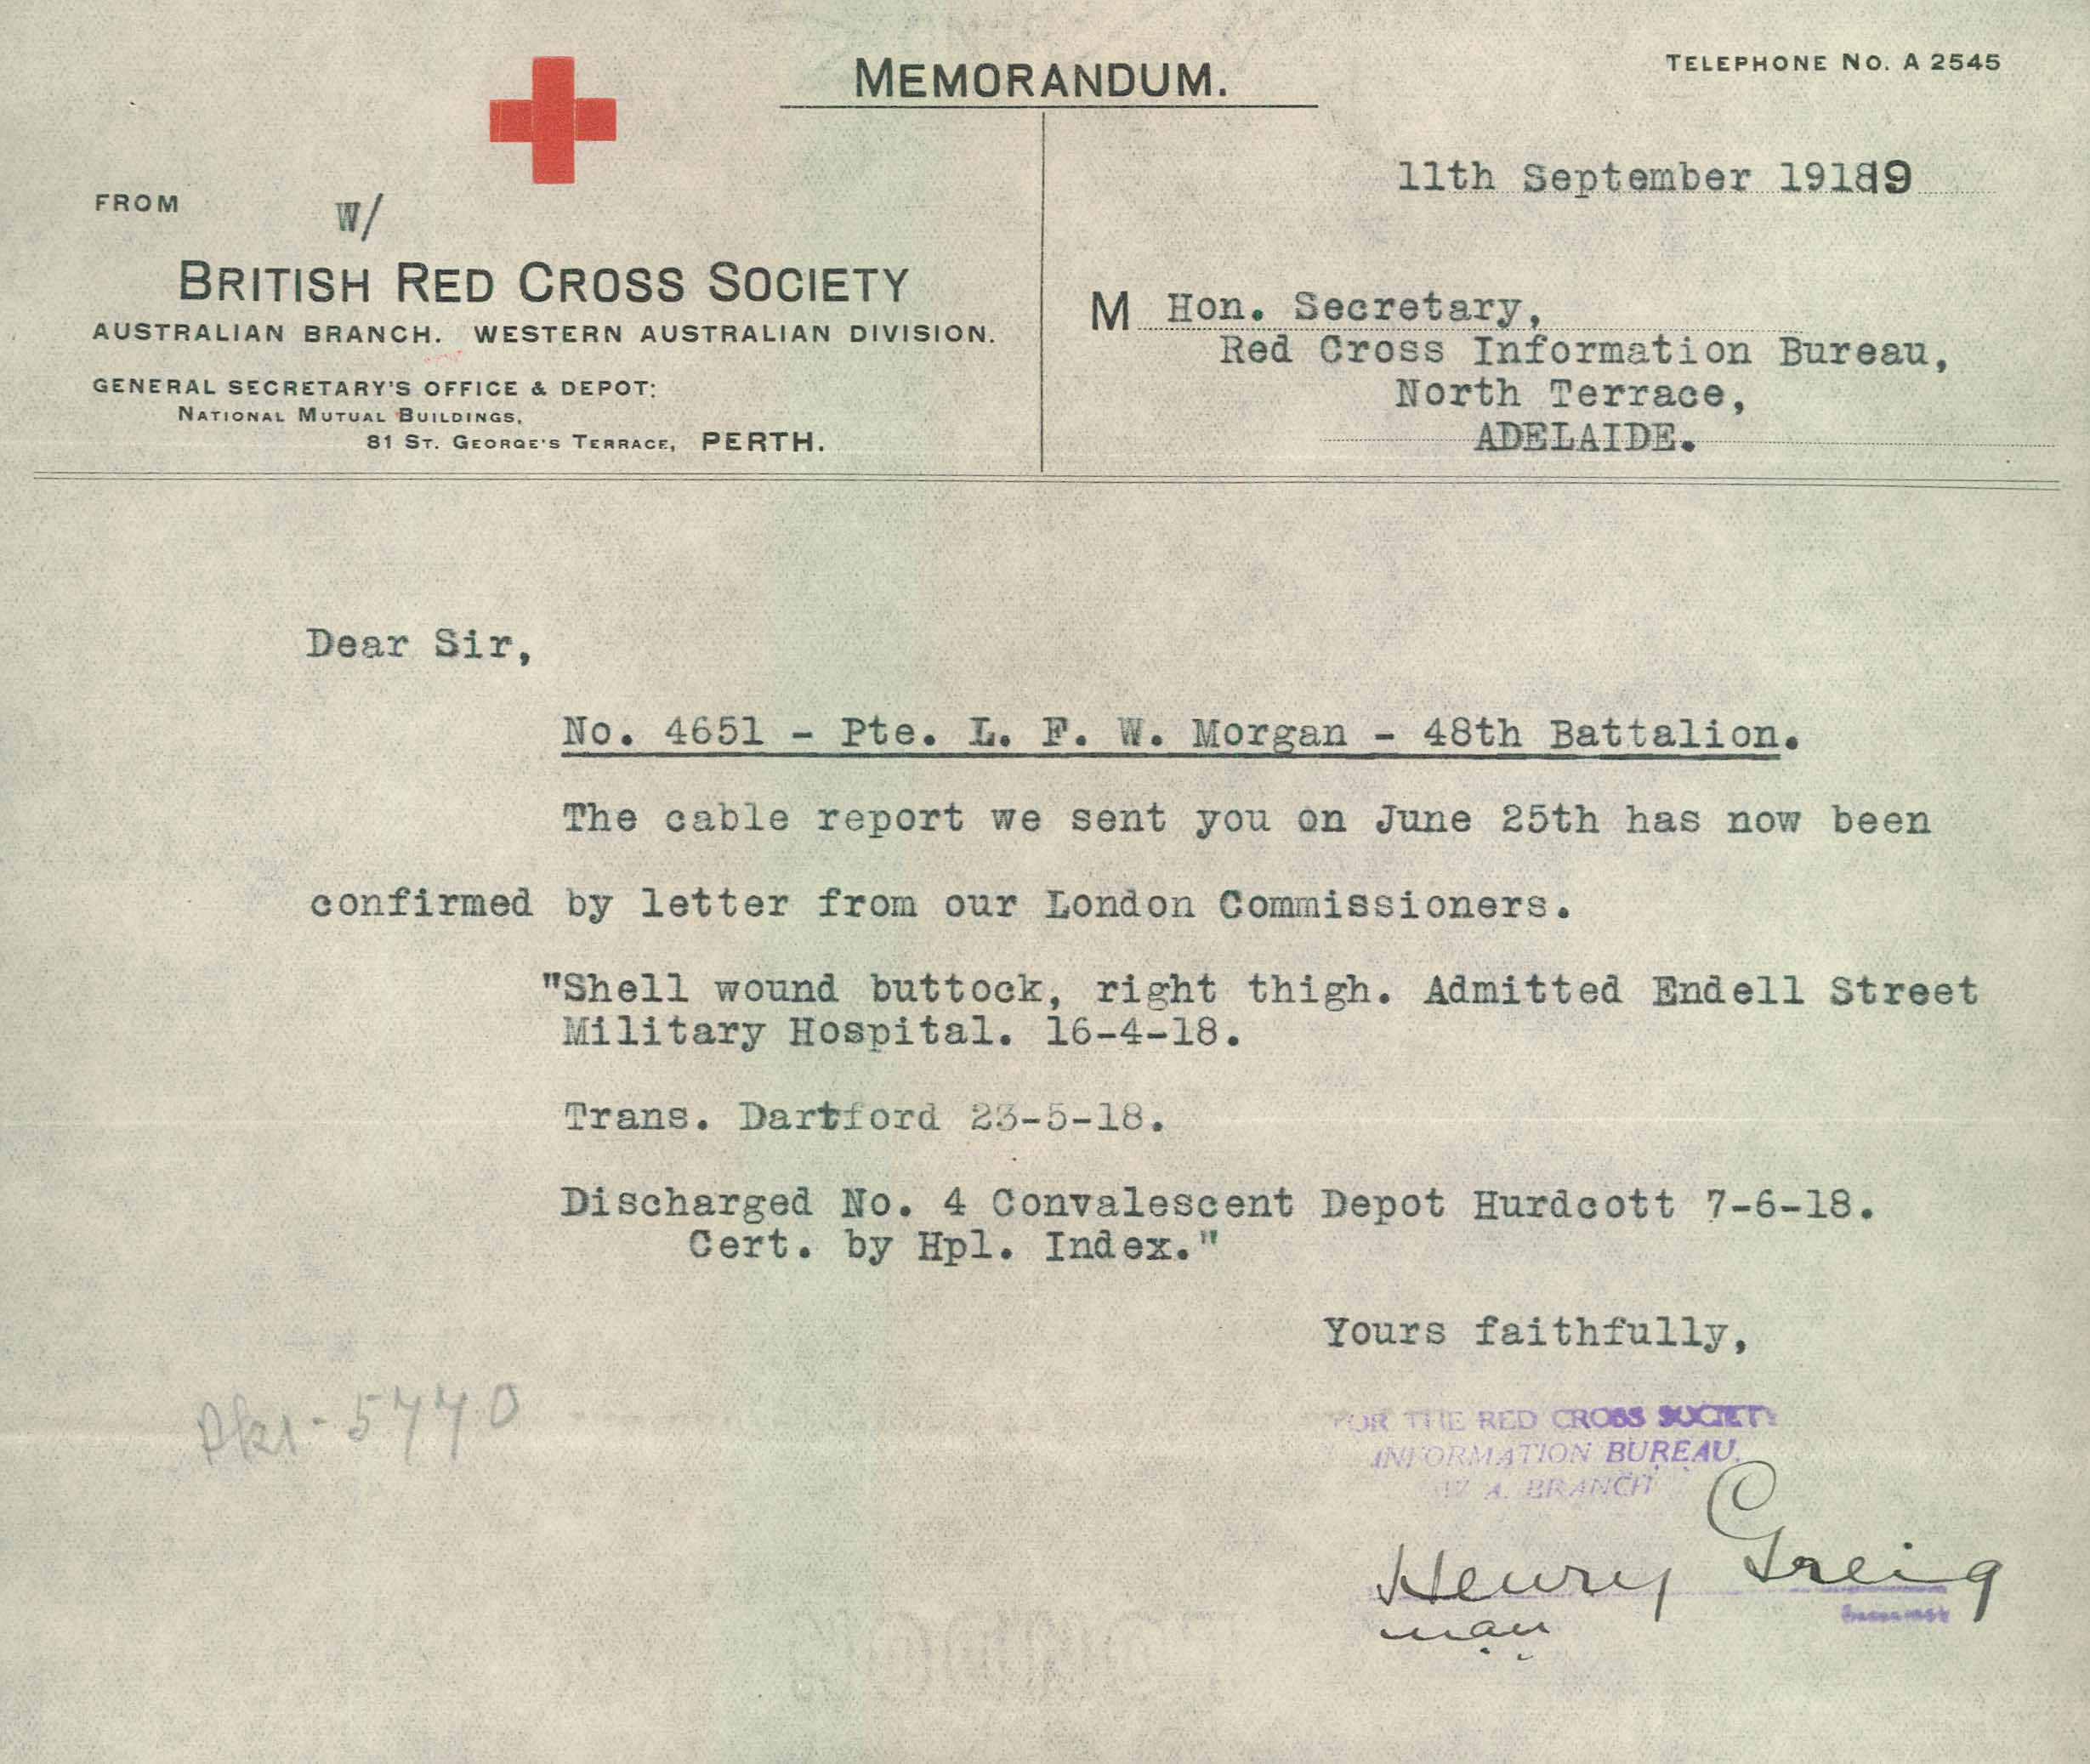 MEMORANDUM.
TELEPHONE NO. A 2545
11th September 1918
FROM W/
BRITISH RED CROSS SOCIETY
AUSTRALIAN BRANCH. WESTERN AUSTRALIAN DIVISION.
GENERAL SECRETARY'S OFFICE & DEPOT:
NATIONAL MUTUAL BUILDINGS,
81 ST. GEORGE'S TERRACE, PERTH.
M Hon. Secretary,
Red Cross Information Bureau,
North Terrace,
ADELAIDE.
Dear Sir,
No. 4651 - Pte. L. F. W. Morgan - 48th Battalion.
The cable report we sent you on June 25th has now been
confirmed by letter from our London Commissioners.
"Shell wound buttock, right thigh. Admitted Endell Street
Military Hospital. 16-4-18.
Trans. Dartford 23-5-18.
Discharged No. 4 Convalescent Depot Hurdcott 7-6-18.
Cert. by Hpl. Index."
Yours faithfully,
FOR THE RED CROSS SOCIETY
INFORMATION BUREAU.
W. A. BRANCH
Henry Greig